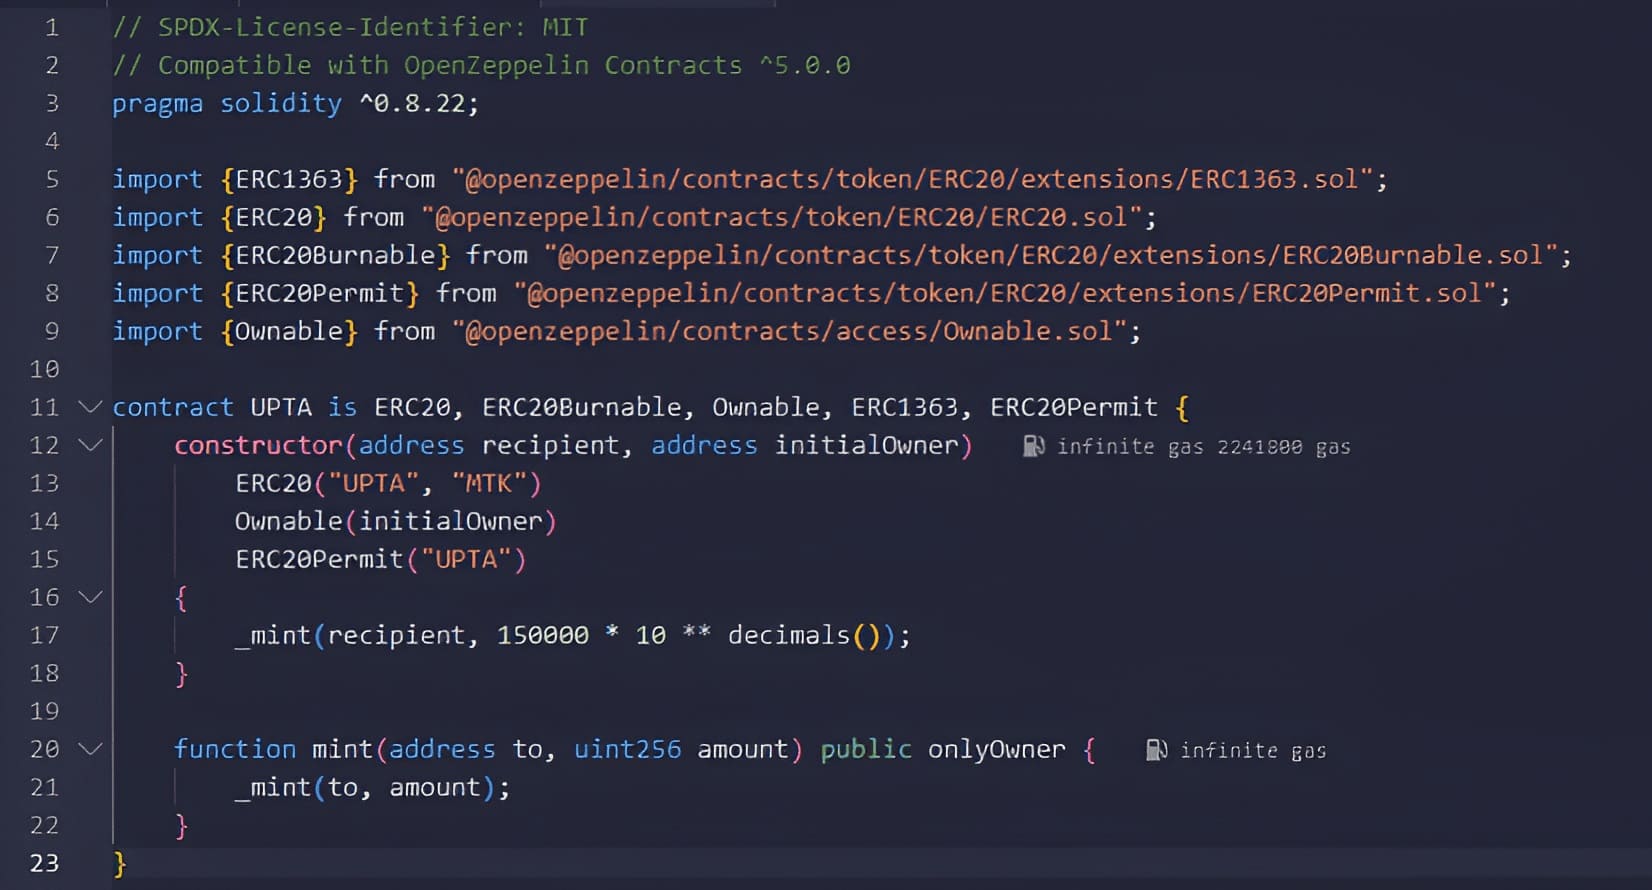 1 // SPDX-License-Identifier: MIT
2 // Compatible with OpenZeppelin Contracts ^5.0.0
3 pragma solidity ^0.8.22;
4
5 import {ERC1363} from "@openzeppelin/contracts/token/ERC20/extensions/ERC1363.sol";
6 import {ERC20} from "@openzeppelin/contracts/token/ERC20/ERC20.sol";
7 import {ERC20Burnable} from "@openzeppelin/contracts/token/ERC20/extensions/ERC20Burnable.sol";
8 import {ERC20Permit} from "@openzeppelin/contracts/token/ERC20/extensions/ERC20Permit.sol";
9 import {Ownable} from "@openzeppelin/contracts/access/Ownable.sol";
10
11 contract UPTA is ERC20, ERC20Burnable, Ownable, ERC1363, ERC20Permit {
12     constructor(address recipient, address initialOwner) infinite gas 2241800 gas
13         ERC20("UPTA", "MTK")
14         Ownable(initialOwner)
15         ERC20Permit("UPTA")
16     {
17         _mint(recipient, 150000 * 10 ** decimals());
18     }
19
20     function mint(address to, uint256 amount) public onlyOwner { infinite gas
21         _mint(to, amount);
22     }
23 }